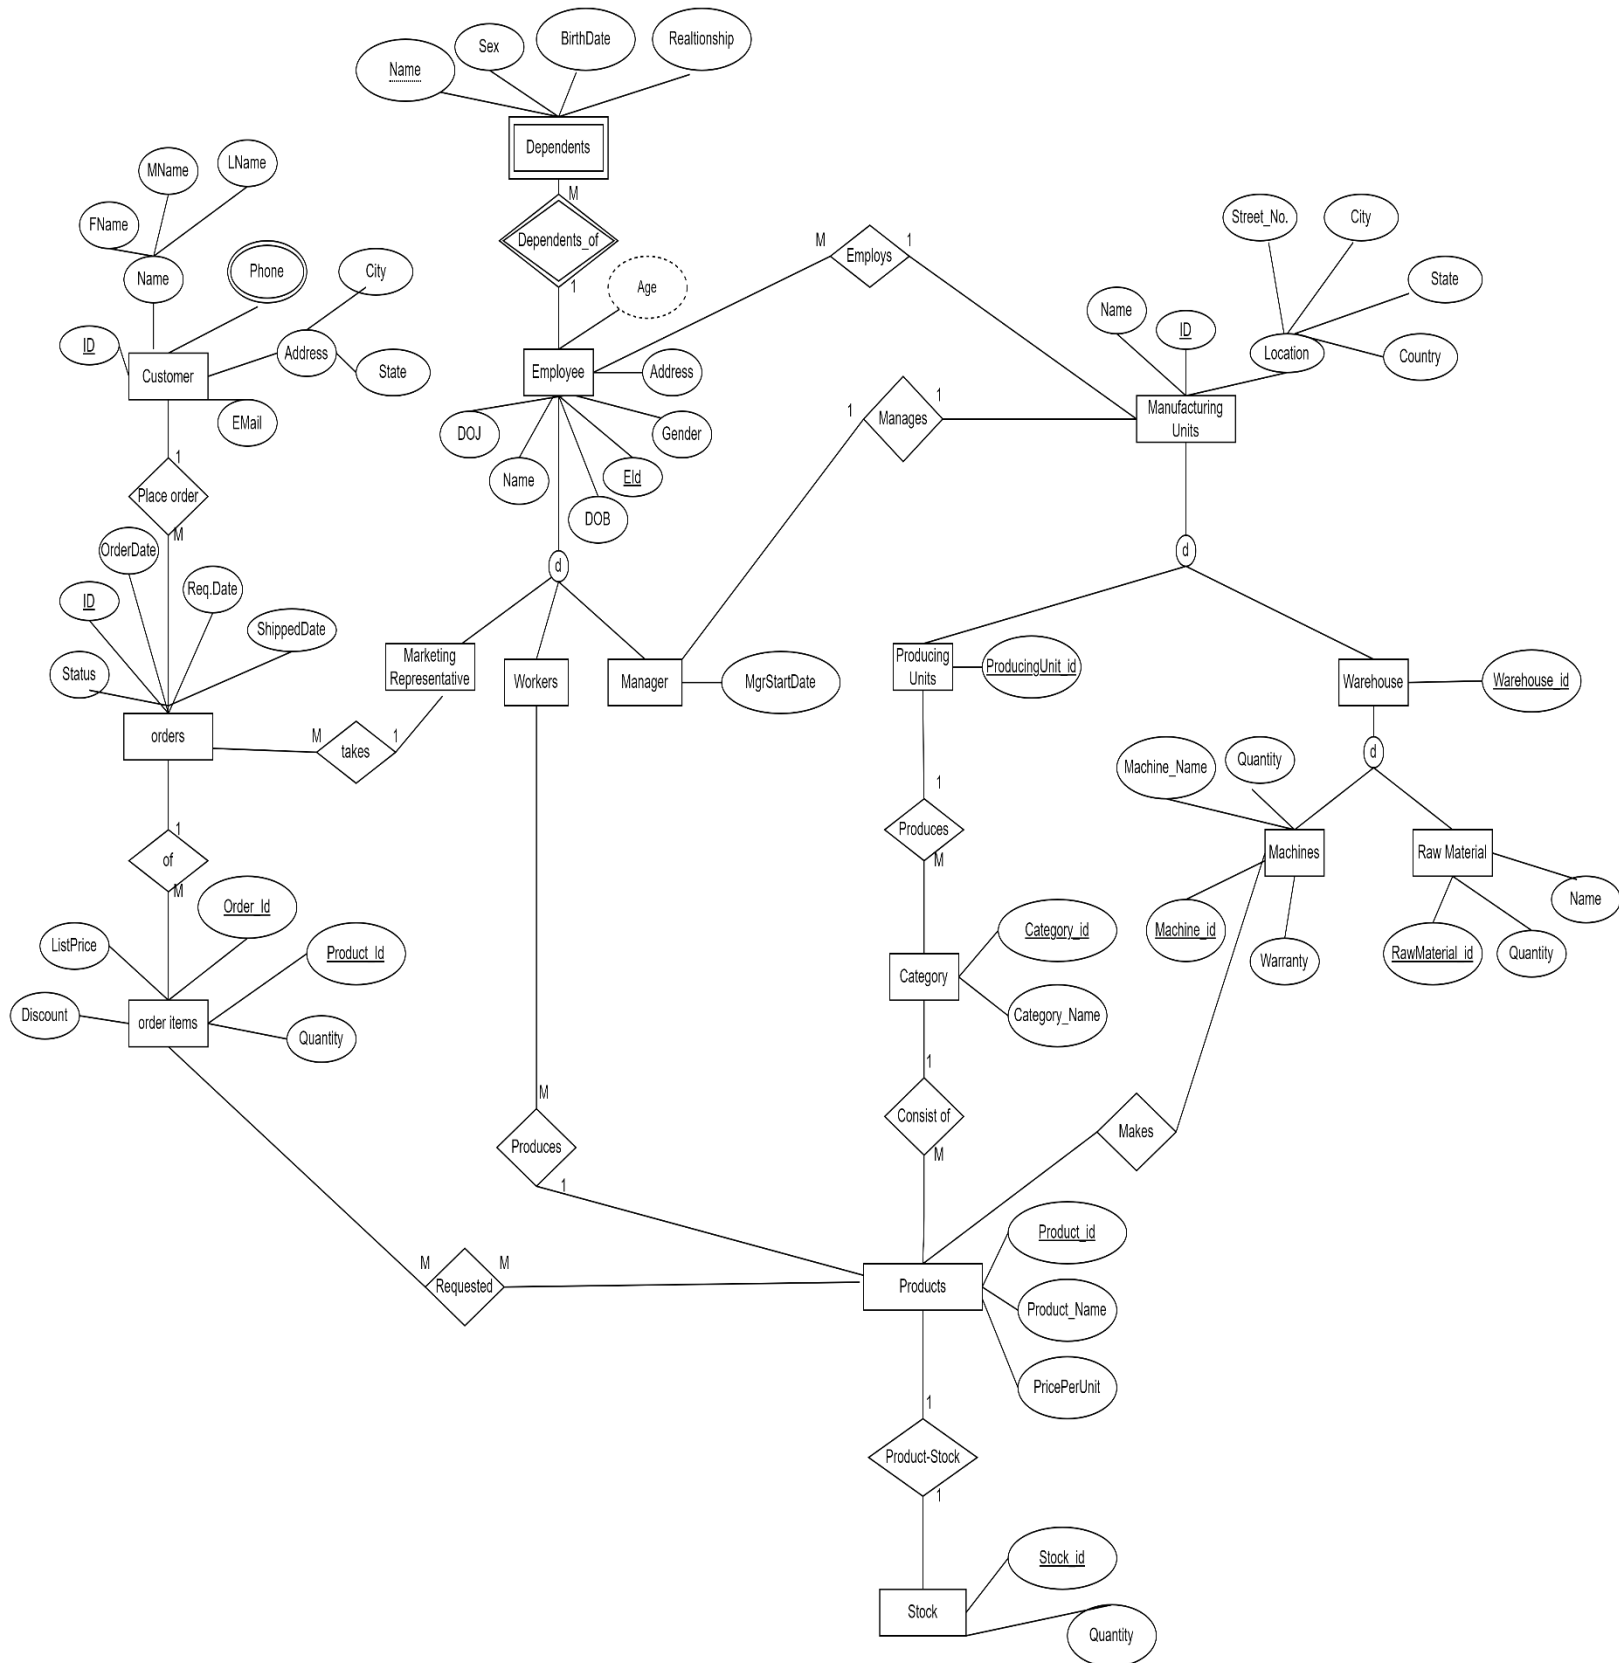 Name
Sex
BirthDate
Realtionship
Dependents
M
Dependents_of
1
FName
MName
LName
Name
Phone
City
ID
Address
State
Customer
EMail
Age
Employee
Address
DOJ
Name
DOB
EId
Gender
M
Employs
1
1
Manages
1
Street_No.
City
State
Country
Name
ID
Location
Manufacturing
Units
1
Place order
M
OrderDate
ID
Req.Date
ShippedDate
Status
orders
d
Marketing
Representative
Workers
Manager
MgrStartDate
M
takes
1
d
Producing
Units
ProducingUnit_id
Warehouse
Warehouse_id
d
Machine_Name
Quantity
Machines
Raw Material
Machine_id
Warranty
RawMaterial_id
Quantity
Name
1
Produces
M
1
of
M
Order_Id
ListPrice
Product_Id
Discount
order items
Quantity
Category_id
Category
Category_Name
1
Consist of
M
M
Produces
1
Makes
M
Requested
M
Products
Product_id
Product_Name
PricePerUnit
1
Product-Stock
1
Stock_id
Stock
Quantity